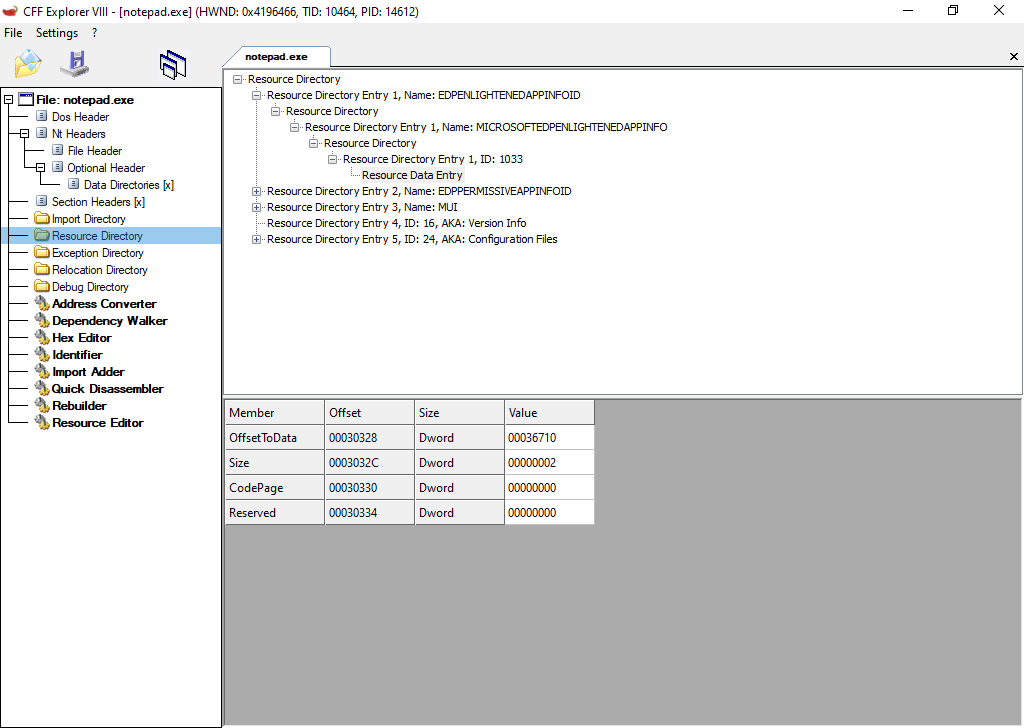 CFF Explorer VIII - [notepad.exe] (HWND: 0x4196466, TID: 10464, PID: 14612)
File Settings ?
notepad.exe
File: notepad.exe
Dos Header
Nt Headers
File Header
Optional Header
Data Directories [x]
Section Headers [x]
Import Directory
Resource Directory
Exception Directory
Relocation Directory
Debug Directory
Address Converter
Dependency Walker
Hex Editor
Identifier
Import Adder
Quick Disassembler
Rebuilder
Resource Editor
Resource Directory
Resource Directory Entry 1, Name: EDPENLIGHTENEDAPPINFOID
Resource Directory
Resource Directory Entry 1, Name: MICROSOFTEDPENLIGHTENEDAPPINFO
Resource Directory
Resource Directory Entry 1, ID: 1033
Resource Data Entry
Resource Directory Entry 2, Name: EDPPERMISSIVEAPPINFOID
Resource Directory Entry 3, Name: MUI
Resource Directory Entry 4, ID: 16, AKA: Version Info
Resource Directory Entry 5, ID: 24, AKA: Configuration Files
Member Offset Size Value
OffsetToData 00030328 Dword 00036710
Size 0003032C Dword 00000002
CodePage 00030330 Dword 00000000
Reserved 00030334 Dword 00000000